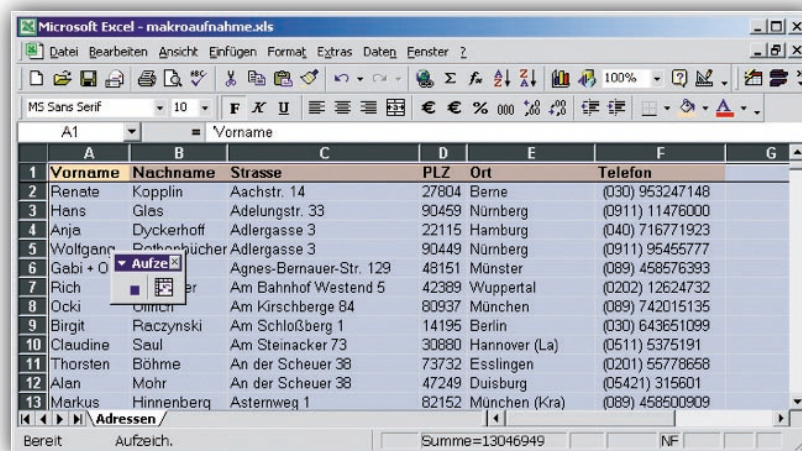 Microsoft Excel - makroaufnahme.xls
Datei Bearbeiten Ansicht Einfügen Format Extras Daten Fenster ?
100%
MS Sans Serif 10 F K U € € % 000
A1 = Vorname
A B C D E F G
1 Vorname Nachname Strasse PLZ Ort Telefon
2 Renate Kopplin Aachstr. 14 27804 Berne (030) 953247148
3 Hans Glas Adelungstr. 33 90459 Nürnberg (0911) 11476000
4 Anja Dyckerhoff Adlergasse 3 22115 Hamburg (040) 716771923
5 Wolfgang Rothenbücher Adlergasse 3 90449 Nürnberg (0911) 95455777
Aufze
6 Gabi + O Agnes-Bernauer-Str. 129 48151 Münster (089) 458576393
7 Rich er Am Bahnhof Westend 5 42389 Wuppertal (0202) 12624732
8 Ocki Ullrich Am Kirschberge 84 80937 München (089) 742015135
9 Birgit Raczynski Am Schloßberg 1 14195 Berlin (030) 643651099
10 Claudine Saul Am Steinacker 73 30880 Hannover (La) (0511) 5375191
11 Thorsten Böhme An der Scheuer 38 73732 Esslingen (0201) 55778658
12 Alan Mohr An der Scheuer 38 47249 Duisburg (05421) 315601
13 Markus Hinnenberg Asternweg 1 82152 München (Kra) (089) 458500909
Adressen
Bereit Aufzeich. Summe=13046949 NF